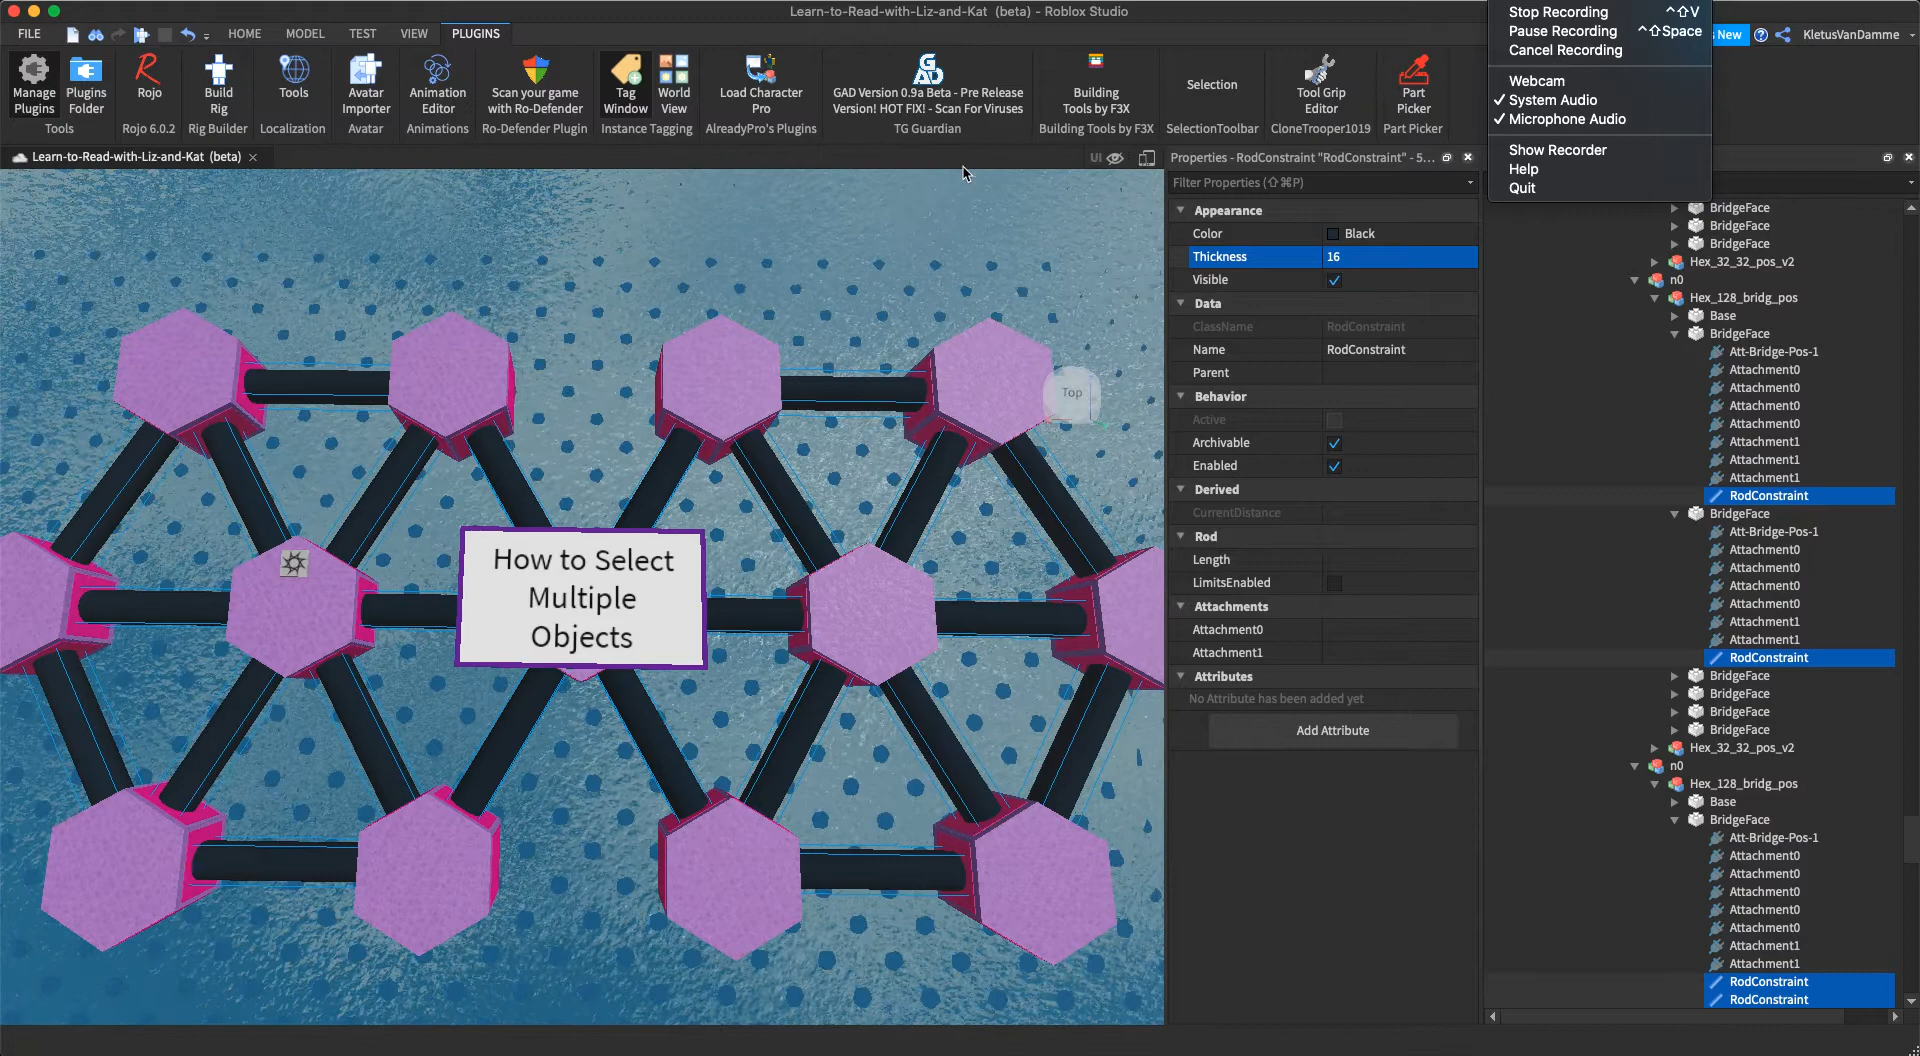 Learn-to-Read-with-Liz-and-Kat (beta) - Roblox Studio
FILE HOME MODEL TEST VIEW PLUGINS
s New KletusVanDamme
Manage Plugins
Plugins Folder
Tools
Rojo
Rojo 6.0.2
Build Rig
Rig Builder
Tools
Localization
Avatar Importer
Avatar
Animation Editor
Animations
Scan your game with Ro-Defender
Ro-Defender Plugin
Tag Window
World View
Instance Tagging
Load Character Pro
AlreadyPro's Plugins
GAD
GAD Version 0.9a Beta - Pre Release
Version! HOT FIX! - Scan For Viruses
TG Guardian
Building Tools by F3X
Building Tools by F3X
Selection
SelectionToolbar
Tool Grip Editor
CloneTrooper1019
Part Picker
Part Picker
Stop Recording ^⇧V
Pause Recording ^⇧Space
Cancel Recording
Webcam
✓ System Audio
✓ Microphone Audio
Show Recorder
Help
Quit
Learn-to-Read-with-Liz-and-Kat (beta)
UI
Top
How to Select
Multiple
Objects
Properties - RodConstraint "RodConstraint" - 5...
Filter Properties (⇧⌘P)
Appearance
Color Black
Thickness 16
Visible
Data
ClassName RodConstraint
Name RodConstraint
Parent
Behavior
Active
Archivable
Enabled
Derived
CurrentDistance
Rod
Length
LimitsEnabled
Attachments
Attachment0
Attachment1
Attributes
No Attribute has been added yet
Add Attribute
BridgeFace
BridgeFace
BridgeFace
Hex_32_32_pos_v2
n0
Hex_128_bridg_pos
Base
BridgeFace
Att-Bridge-Pos-1
Attachment0
Attachment0
Attachment0
Attachment0
Attachment1
Attachment1
Attachment1
RodConstraint
BridgeFace
Att-Bridge-Pos-1
Attachment0
Attachment0
Attachment0
Attachment0
Attachment1
Attachment1
RodConstraint
BridgeFace
BridgeFace
BridgeFace
BridgeFace
Hex_32_32_pos_v2
n0
Hex_128_bridg_pos
Base
BridgeFace
Att-Bridge-Pos-1
Attachment0
Attachment0
Attachment0
Attachment0
Attachment0
Attachment1
Attachment1
RodConstraint
RodConstraint